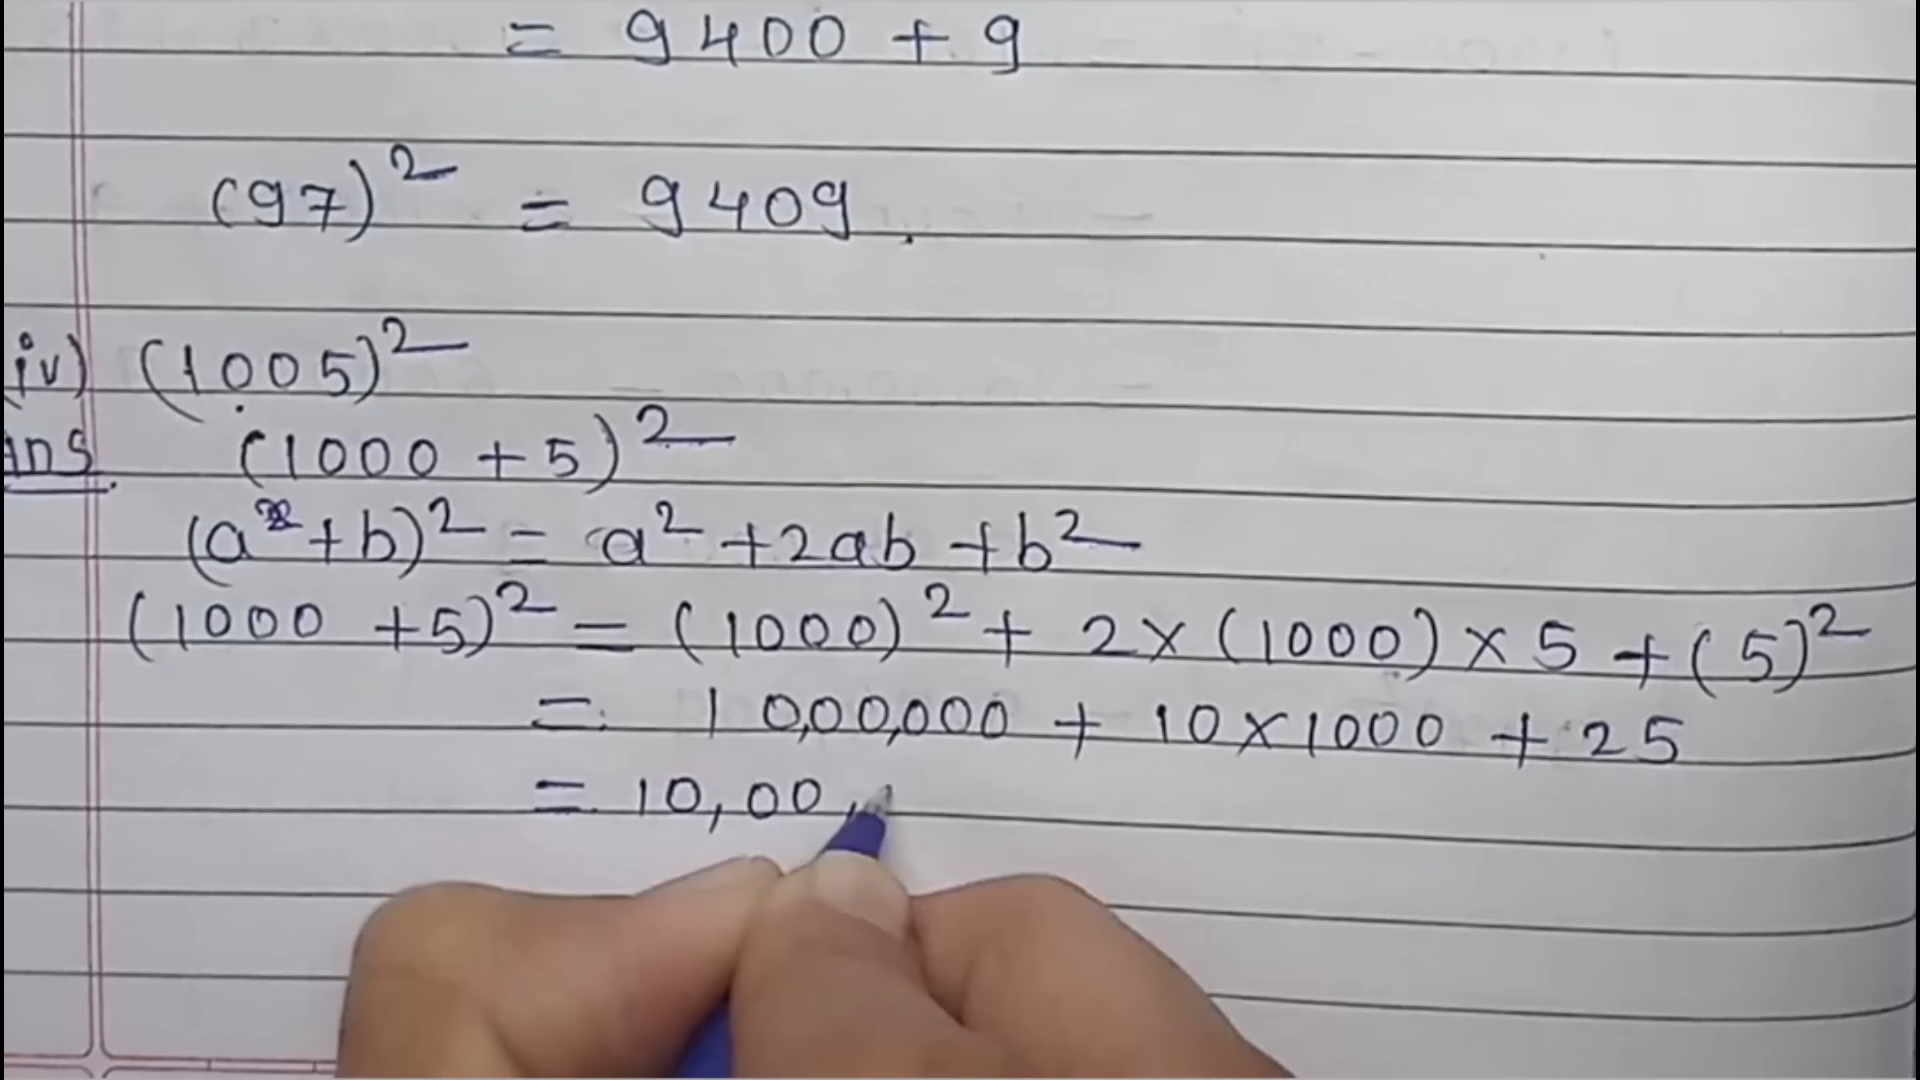 = 9400 + 9
(97)² = 9409.
iv) (1005)²
Ans. (1000 + 5)²
(a + b)² = a² + 2ab + b²
(1000 + 5)² = (1000)² + 2 × (1000) × 5 + (5)²
= 10,00,000 + 10 × 1000 + 25
= 10,00,